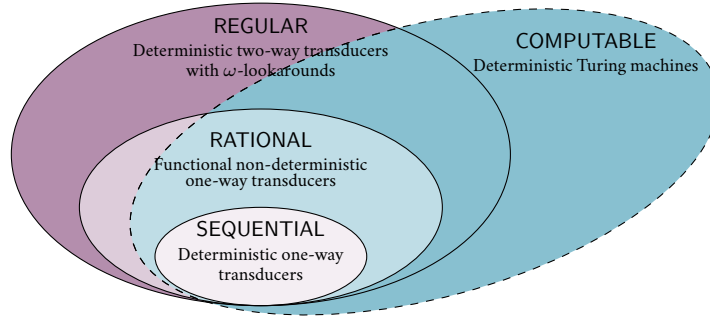 REGULAR
Deterministic two-way transducers
with ω-lookarounds
COMPUTABLE
Deterministic Turing machines
RATIONAL
Functional non-deterministic
one-way transducers
SEQUENTIAL
Deterministic one-way
transducers